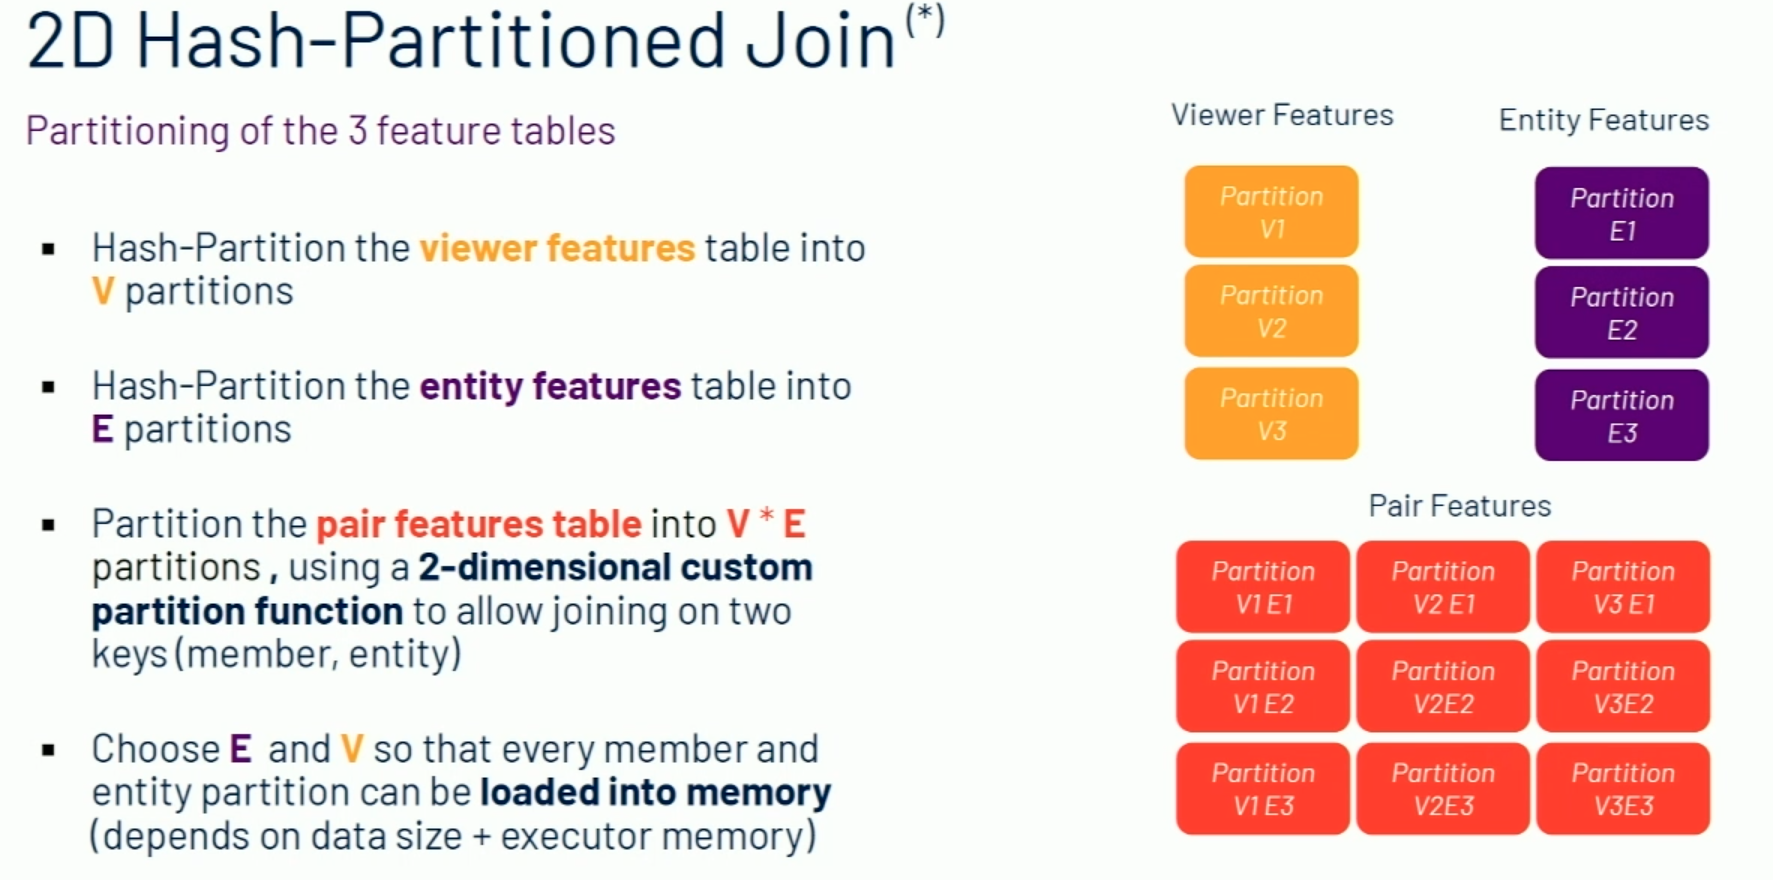 2D Hash-Partitioned Join(*)
Partitioning of the 3 feature tables
▪ Hash-Partition the viewer features table into
V partitions
▪ Hash-Partition the entity features table into
E partitions
▪ Partition the pair features table into V * E
partitions , using a 2-dimensional custom
partition function to allow joining on two
keys (member, entity)
▪ Choose E and V so that every member and
entity partition can be loaded into memory
(depends on data size + executor memory)
Viewer Features
Partition
V1
Partition
V2
Partition
V3
Entity Features
Partition
E1
Partition
E2
Partition
E3
Pair Features
Partition
V1 E1
Partition
V2 E1
Partition
V3 E1
Partition
V1 E2
Partition
V2E2
Partition
V3E2
Partition
V1 E3
Partition
V2E3
Partition
V3E3